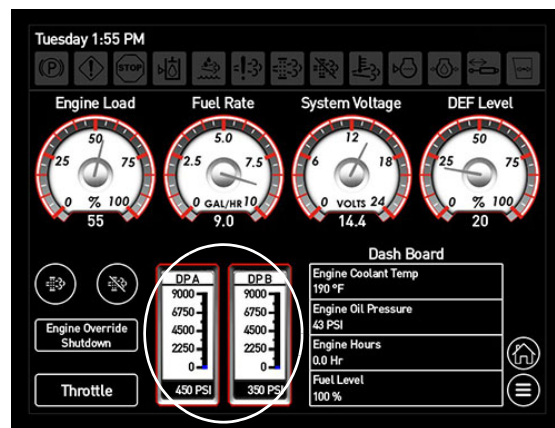 Tuesday 1:55 PM
(P)
STOP
Engine Load
Fuel Rate
System Voltage
DEF Level
50
25
75
0 % 100
55
5.0
2.5
7.5
0 GAL/HR 10
9.0
12
6
18
0 VOLTS 24
14.4
50
25
75
0 % 100
20
Engine Override
Shutdown
Throttle
DP A
9000
6750
4500
2250
0
450 PSI
DP B
9000
6750
4500
2250
0
350 PSI
Dash Board
Engine Coolant Temp
190 °F
Engine Oil Pressure
43 PSI
Engine Hours
0.0 Hr
Fuel Level
100 %